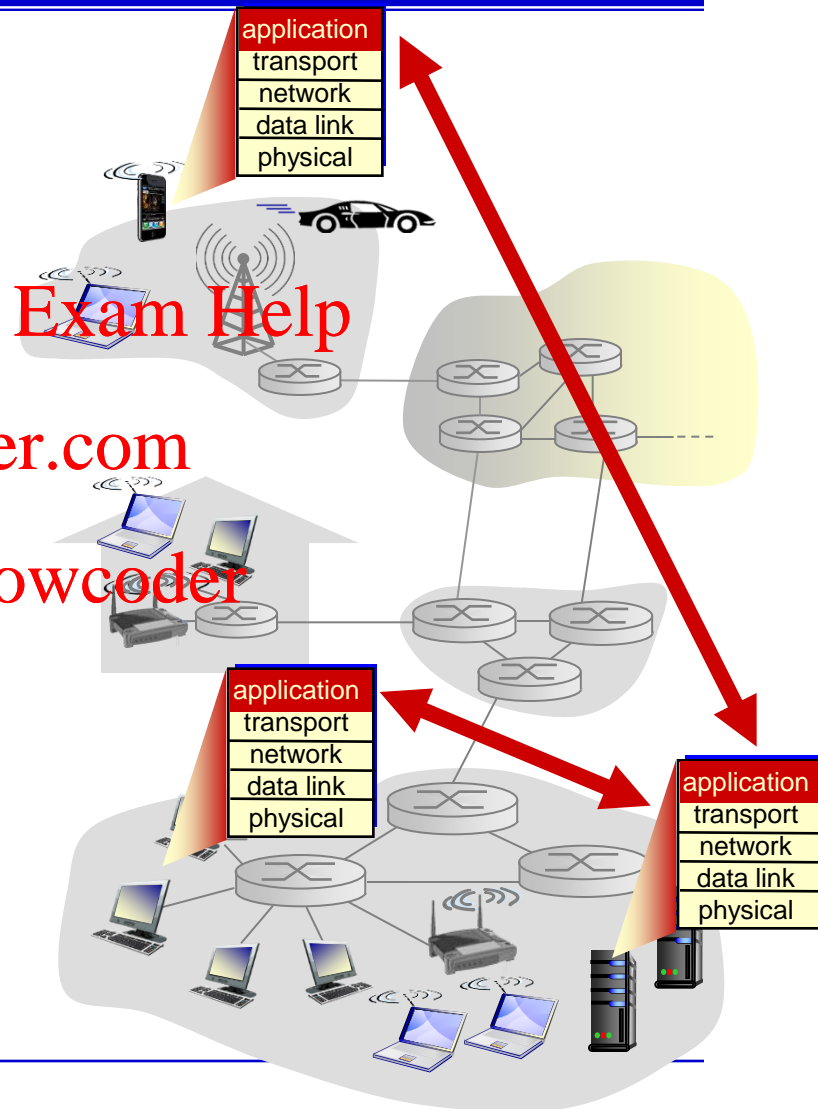 application
transport
network
data link
physical
Exam Help
er.com
owcoder
application
transport
network
data link
physical
application
transport
network
data link
physical